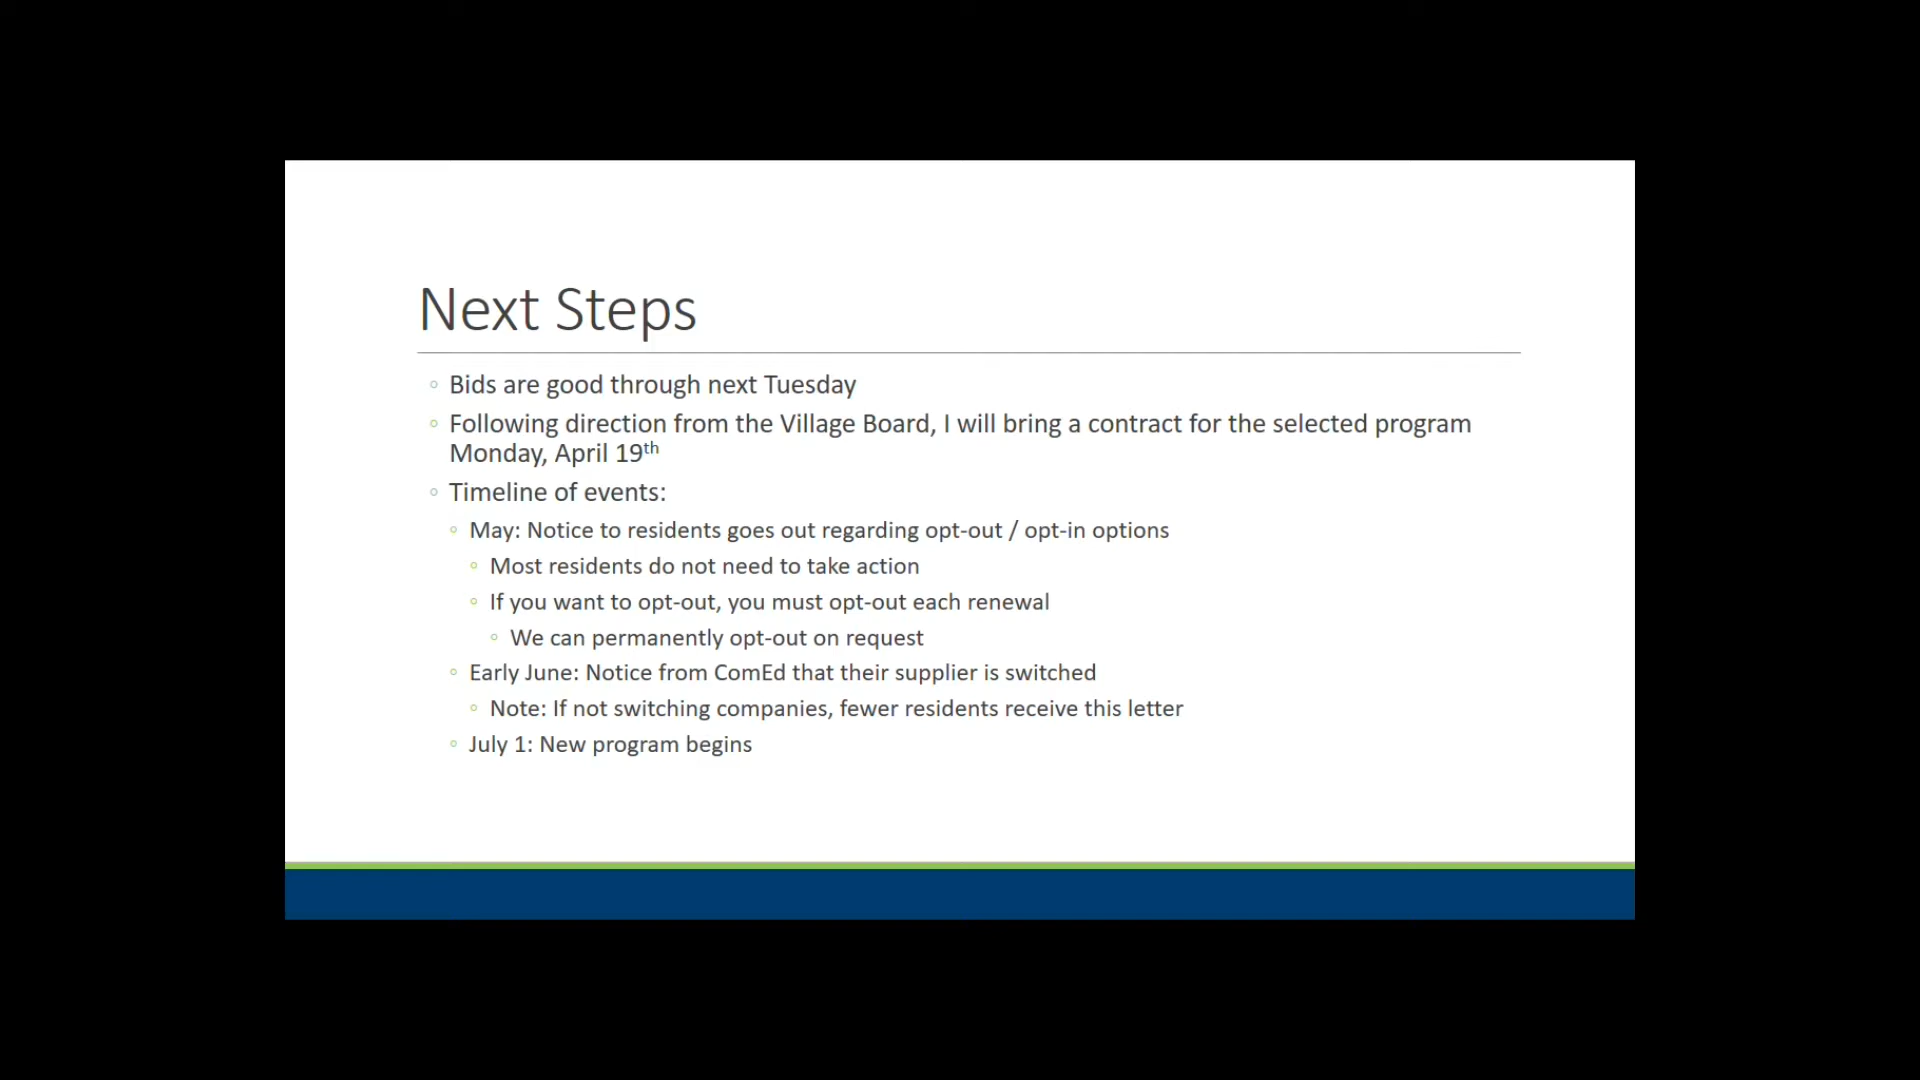 Next Steps
Bids are good through next Tuesday
Following direction from the Village Board, I will bring a contract for the selected program
Monday, April 19th
Timeline of events:
May: Notice to residents goes out regarding opt-out / opt-in options
Most residents do not need to take action
If you want to opt-out, you must opt-out each renewal
We can permanently opt-out on request
Early June: Notice from ComEd that their supplier is switched
Note: If not switching companies, fewer residents receive this letter
July 1: New program begins